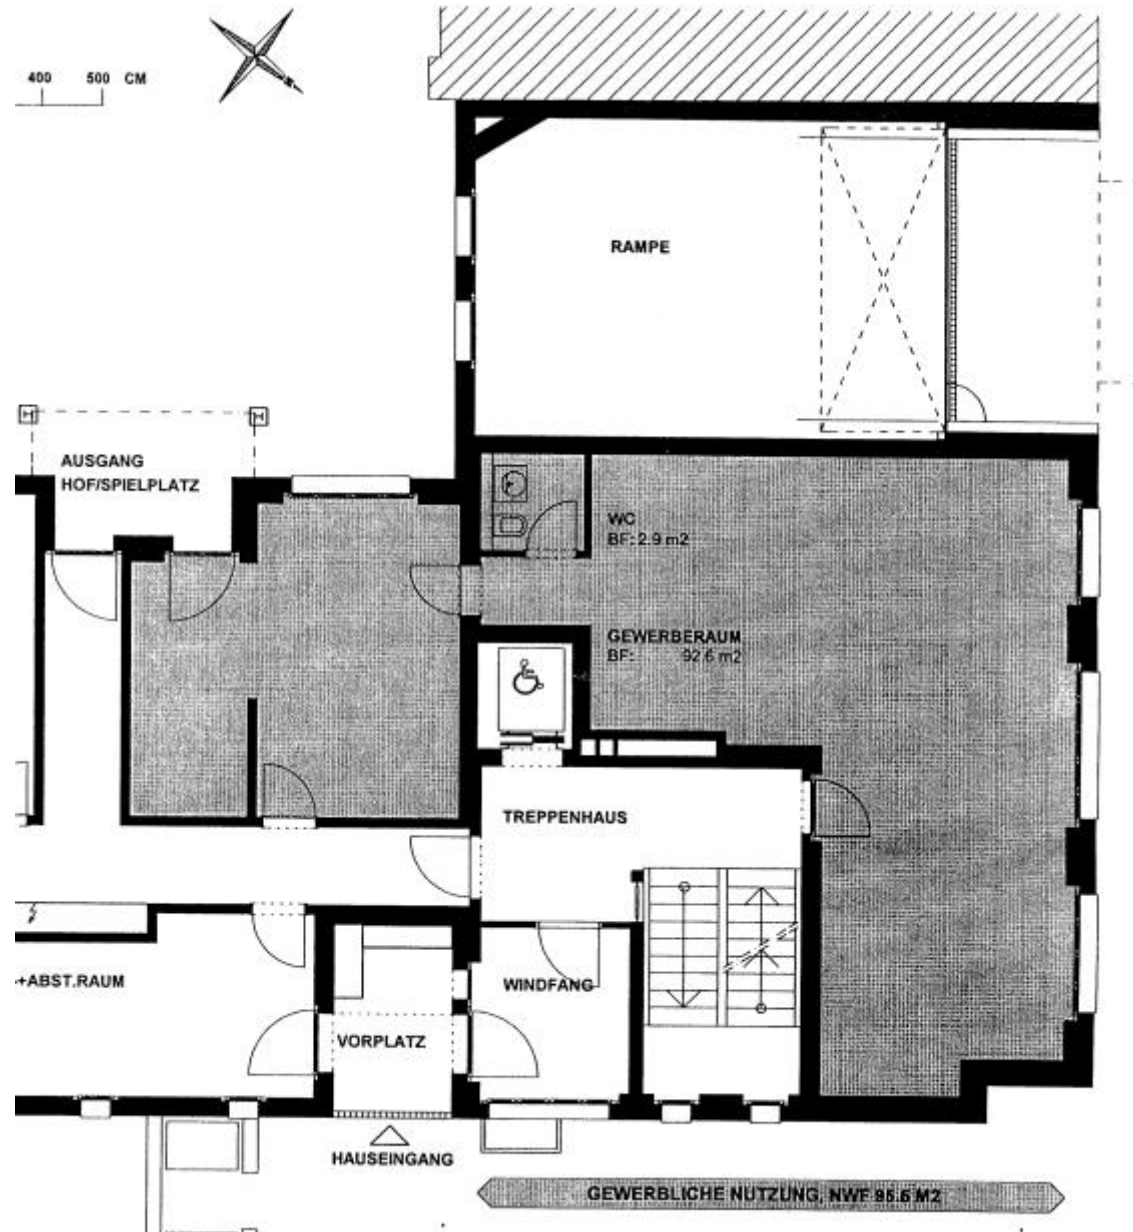 400 500 CM
RAMPE
AUSGANG
HOF/SPIELPLATZ
WC
BF: 2.9 m2
GEWERBERAUM
BF: 92.6 m2
TREPPENHAUS
+ABST.RAUM
WINDFANG
VORPLATZ
HAUSEINGANG
GEWERBLICHE NUTZUNG, NWF 95.5 M2